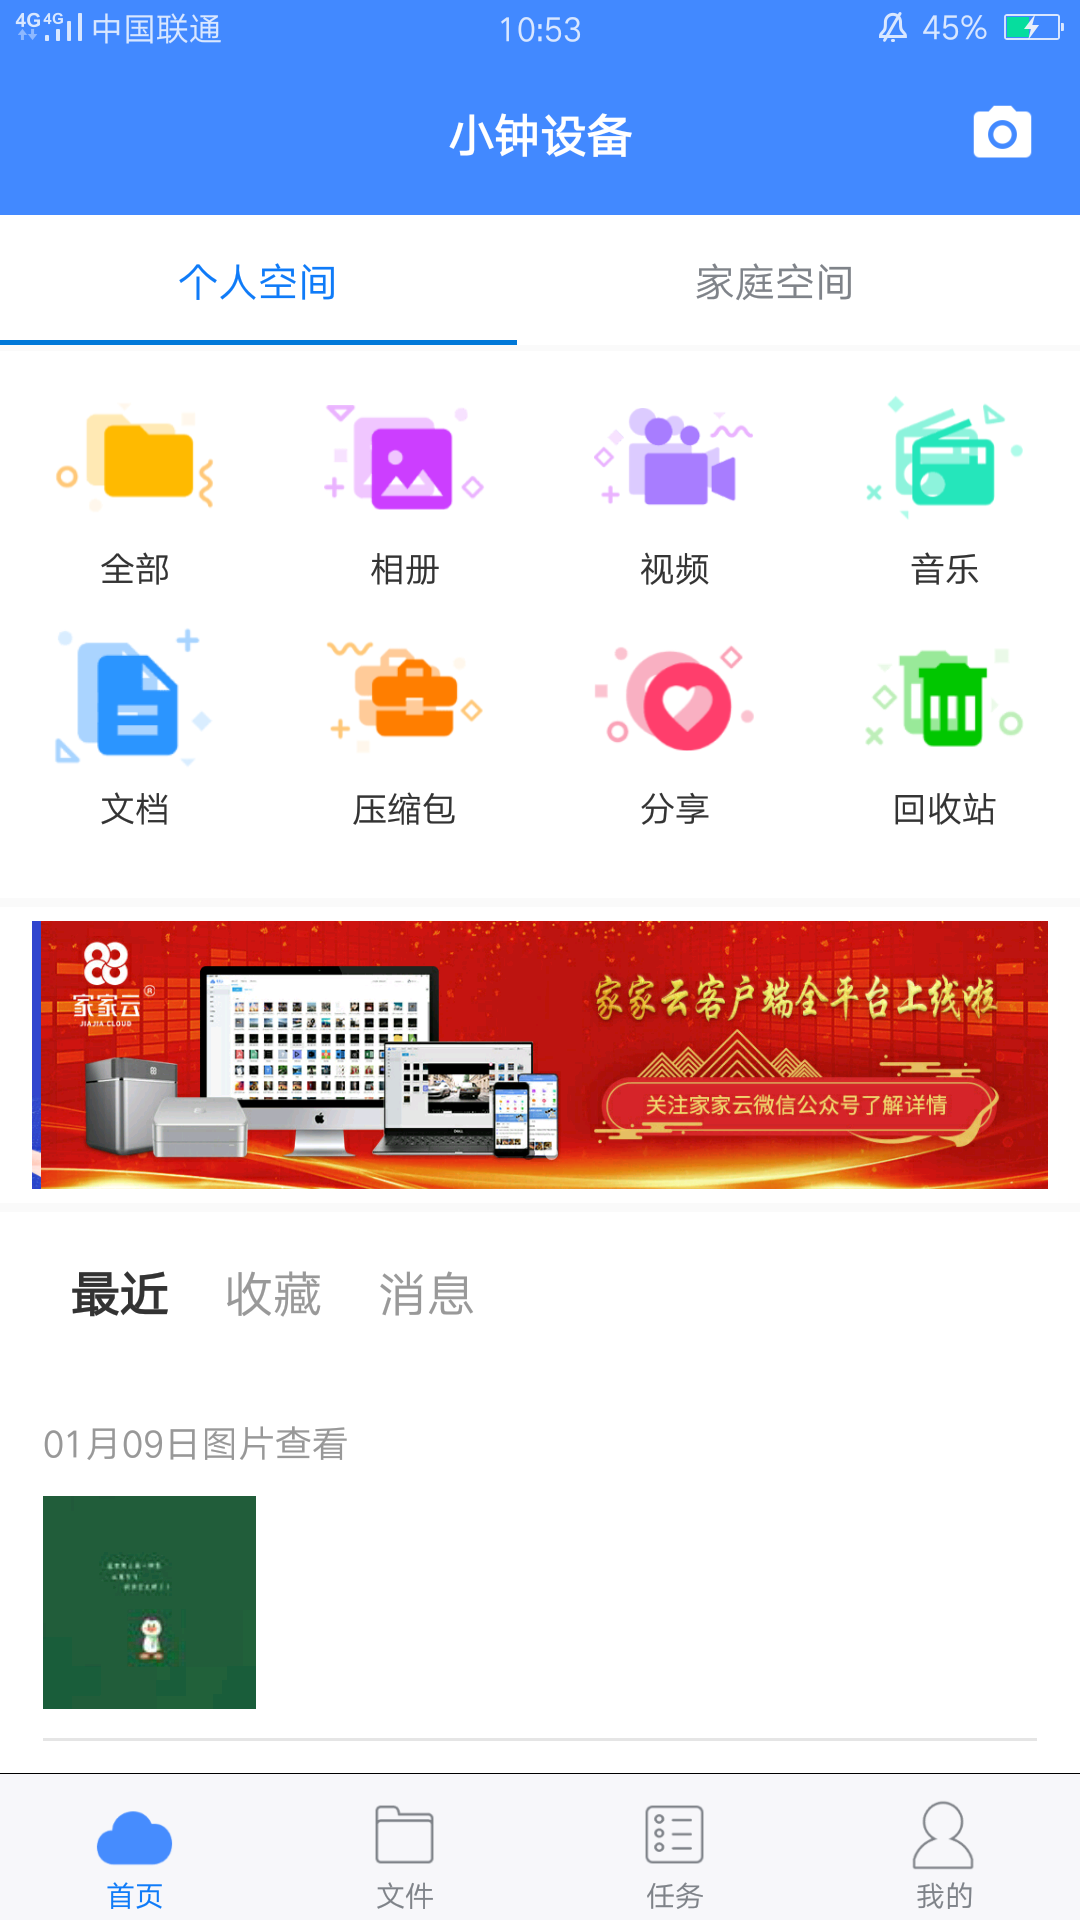 4G 4G 中国联通 10:53 45%
小钟设备
个人空间 家庭空间
全部 相册 视频 音乐
文档 压缩包 分享 回收站
家家云®
JIAJIA CLOUD
家家云客户端全平台上线啦
关注家家云微信公众号了解详情
最近 收藏 消息
01月09日图片查看
首页 文件 任务 我的